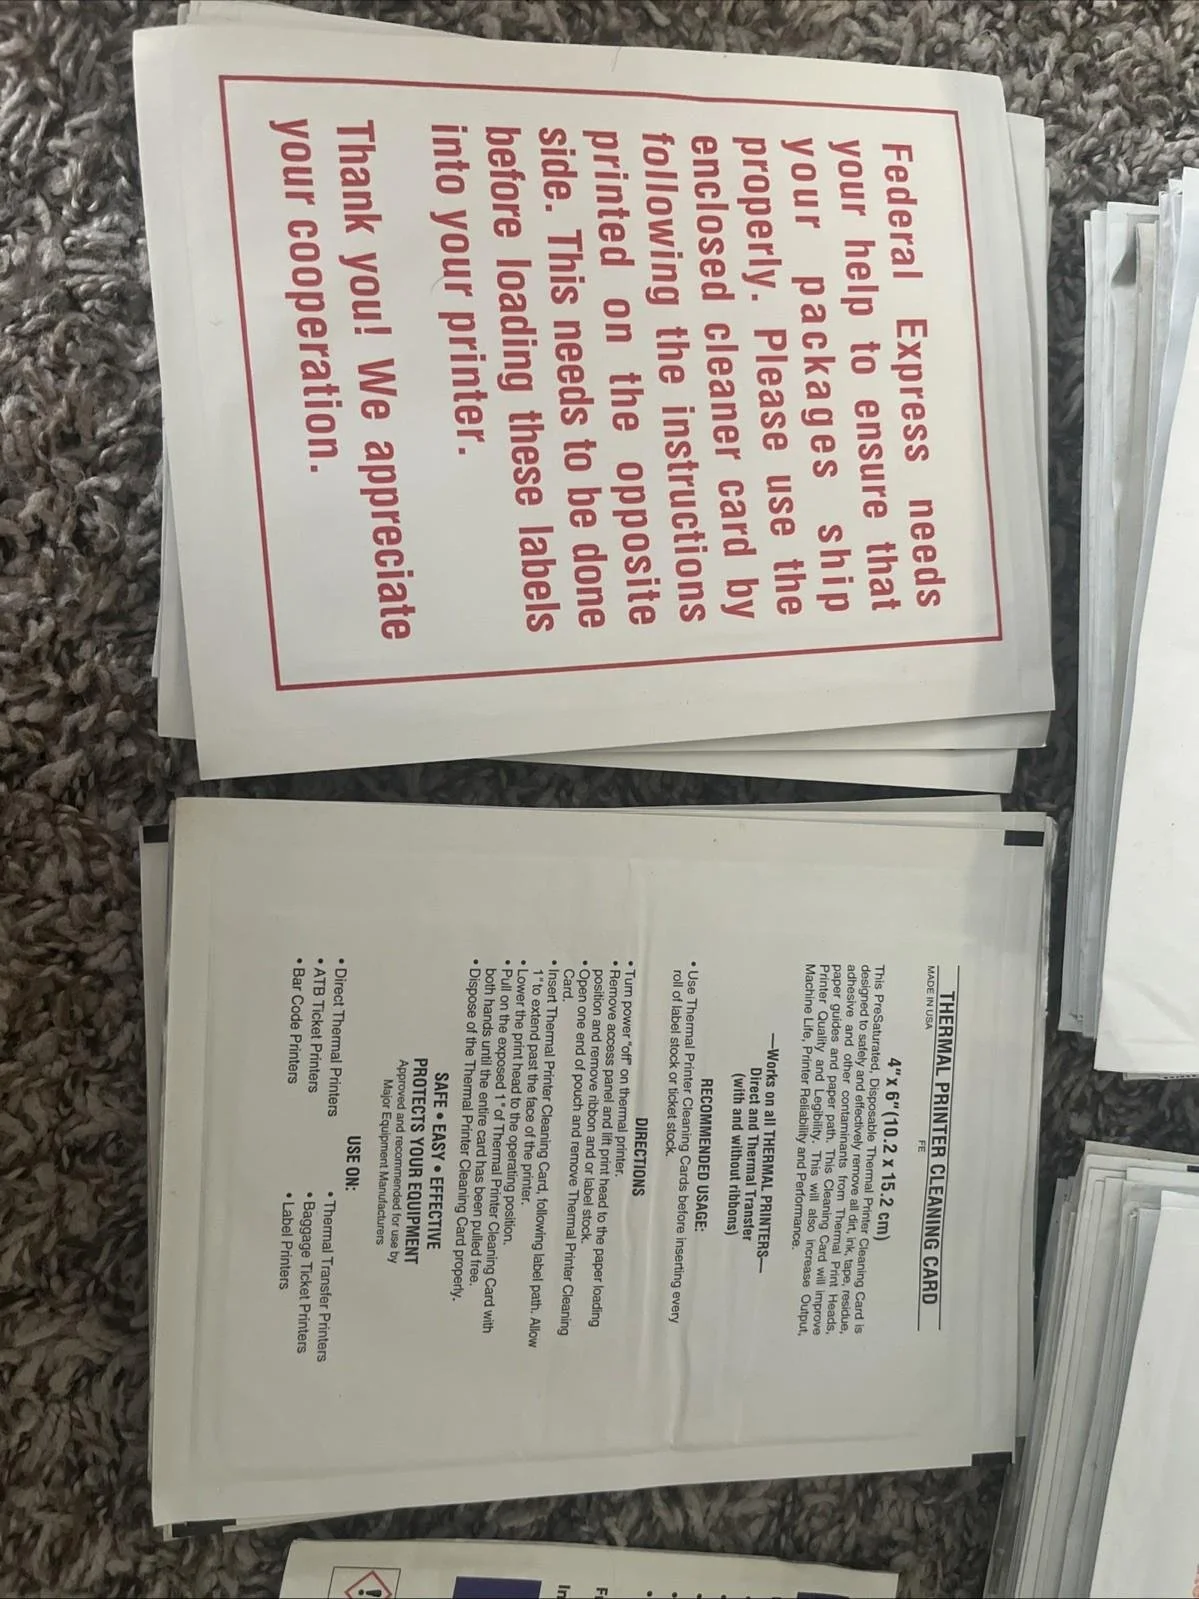 Federal Express needs
your help to ensure that
your packages ship
properly. Please use the
enclosed cleaner card by
following the instructions
printed on the opposite
side. This needs to be done
before loading these labels
into your printer.
Thank you! We appreciate
your cooperation.
THERMAL PRINTER CLEANING CARD
MADE IN USA
FE
4" x 6" (10.2 x 15.2 cm)
This PreSaturated, Disposable Thermal Printer Cleaning Card is
designed to safely and effectively remove all dirt, ink, tape, residue,
adhesive and other contaminants from Thermal Print Heads,
paper guides and paper path. This Cleaning Card will improve
Printer Quality and Legibility. This will also increase Output,
Machine Life, Printer Reliability and Performance.
—Works on all THERMAL PRINTERS—
Direct and Thermal Transfer
(with and without ribbons)
RECOMMENDED USAGE:
• Use Thermal Printer Cleaning Cards before inserting every
roll of label stock or ticket stock.
DIRECTIONS
• Turn power "off" on thermal printer.
• Remove access panel and lift print head to the paper loading
position and remove ribbon and or label stock.
• Open one end of pouch and remove Thermal Printer Cleaning
Card.
• Insert Thermal Printer Cleaning Card, following label path. Allow
1" to extend past the face of the printer.
• Lower the print head to the operating position.
• Pull on the exposed 1" of Thermal Printer Cleaning Card with
both hands until the entire card has been pulled free.
• Dispose of the Thermal Printer Cleaning Card properly.
SAFE • EASY • EFFECTIVE
PROTECTS YOUR EQUIPMENT
Approved and recommended for use by
Major Equipment Manufacturers
USE ON:
• Direct Thermal Printers
• Thermal Transfer Printers
• ATB Ticket Printers
• Baggage Ticket Printers
• Bar Code Printers
• Label Printers